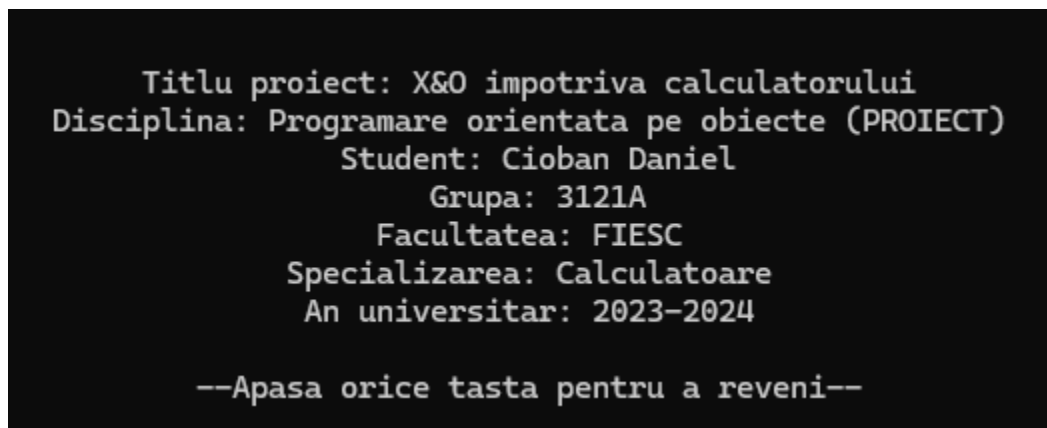 Titlu proiect: X&O impotriva calculatorului
Disciplina: Programare orientata pe obiecte (PROIECT)
Student: Cioban Daniel
Grupa: 3121A
Facultatea: FIESC
Specializarea: Calculatoare
An universitar: 2023-2024
--Apasa orice tasta pentru a reveni--